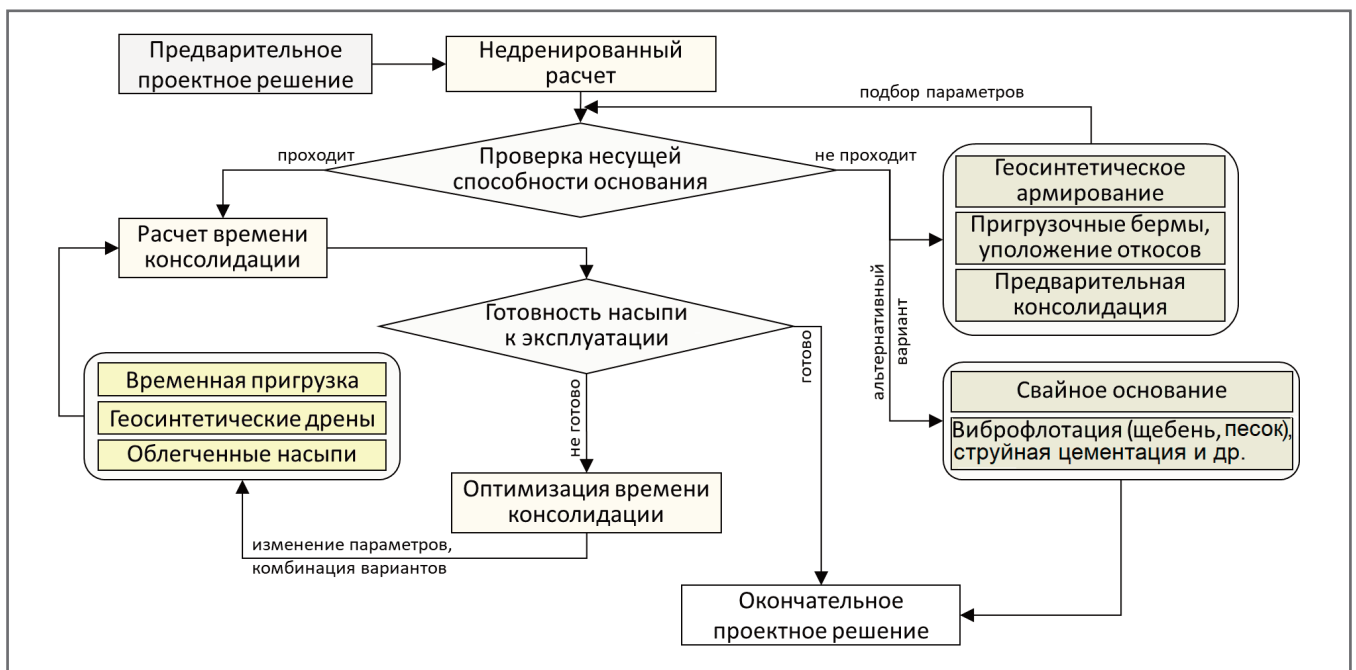 Предварительное
проектное решение
Недренированный
расчет
подбор параметров
проходит
Проверка несущей
способности основания
не проходит
Геосинтетическое
армирование
Пригрузочные бермы,
уположение откосов
Предварительная
консолидация
Расчет времени
консолидации
альтернативный
вариант
Готовность насыпи
к эксплуатации
готово
не готово
Временная пригрузка
Геосинтетические дрены
Облегченные насыпи
Свайное основание
Виброфлотация (щебень, песок),
струйная цементация и др.
Оптимизация времени
консолидации
изменение параметров,
комбинация вариантов
Окончательное
проектное решение